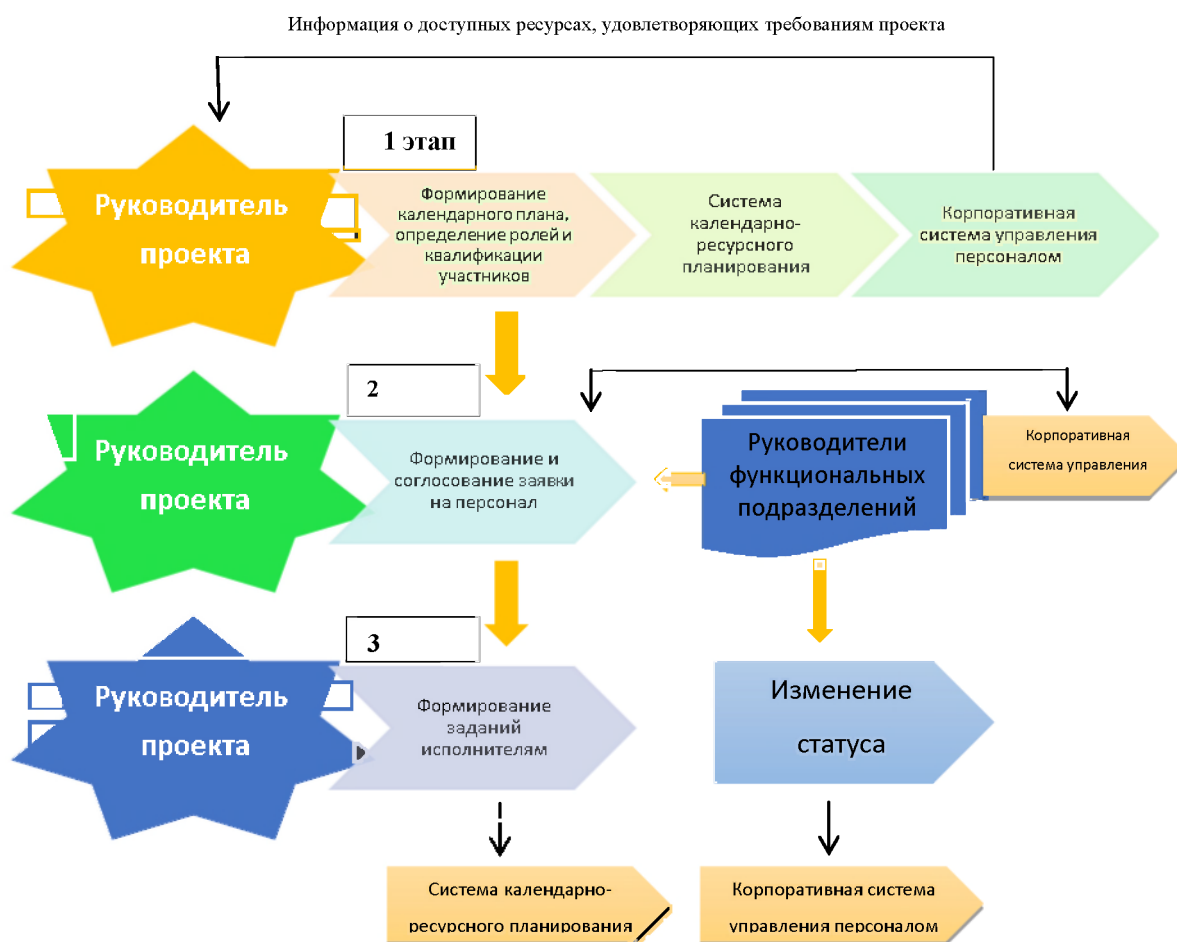 Информация о доступных ресурсах, удовлетворяющих требованиям проекта
1 этап
Руководитель
проекта
Формирование
календарного плана,
определение ролей и
квалификации
участников
Система
календарно-
ресурсного
планирования
Корпоративная
система управления
персоналом
2
Руководитель
проекта
Формирование и
соглосование заявки
на персонал
Руководители
функциональных
подразделений
Корпоративная
система управления
3
Руководитель
проекта
Формирование
заданий
исполнителям
Изменение
статуса
Система календарно-
ресурсного планирования
Корпоративная система
управления персоналом